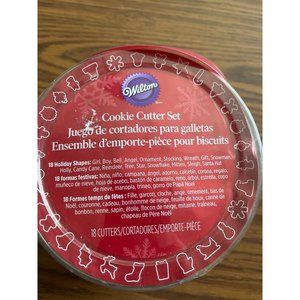 Wilton
Cookie Cutter Set
Juego de cortadores para galletas
Ensemble d'emporte-pièce pour biscuits
18 Holiday Shapes: Girl, Boy, Bell, Angel, Ornament, Stocking, Wreath, Gift, Snowman,
Holly, Candy Cane, Reindeer, Tree, Star, Snowflake, Mitten, Sleigh, Santa Hat
18 formas festivas: Niña, niño, campana, ángel, adorno, calcetín, corona, regalo,
muñeco de nieve, hoja de acebo, bastón de caramelo, reno, árbol, estrella, copo
de nieve, manopla, trineo, gorro de Papá Noel
18 Formes temps de fêtes: Fille, garçon, cloche, ange, ornement, bas de
Noël, couronne, cadeau, bonhomme de neige, feuille de houx, canne de
bonbon, renne, sapin, étoile, flocon de neige, mitaine, traîneau,
chapeau de Père Noël
18 CUTTERS/CORTADORES/EMPORTE-PIÈCE